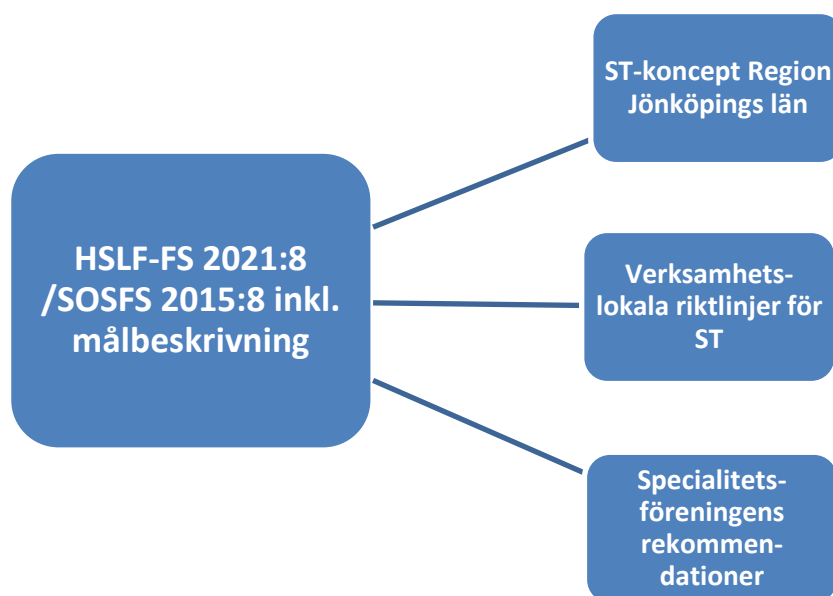 HSLF-FS 2021:8
/SOSFS 2015:8 inkl.
målbeskrivning
ST-koncept Region
Jönköpings län
Verksamhets-
lokala riktlinjer för
ST
Specialitets-
föreningens
rekommen-
dationer